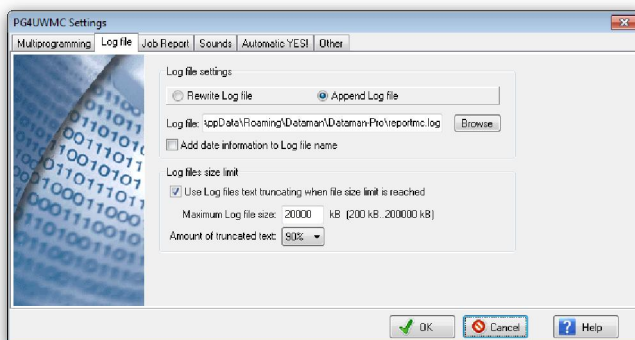 PG4UWMC Settings
Multiprogramming Log file Job Report Sounds Automatic YES! Other
Log file settings
Rewrite Log file Append Log file
Log file: \ppData\Roaming\Dataman\Dataman-Pro\reportmc.log Browse
Add date information to Log file name
Log files size limit
Use Log files text truncating when file size limit is reached
Maximum Log file size: 20000 kB [200 kB..200000 kB]
Amount of truncated text: 90%
OK Cancel Help